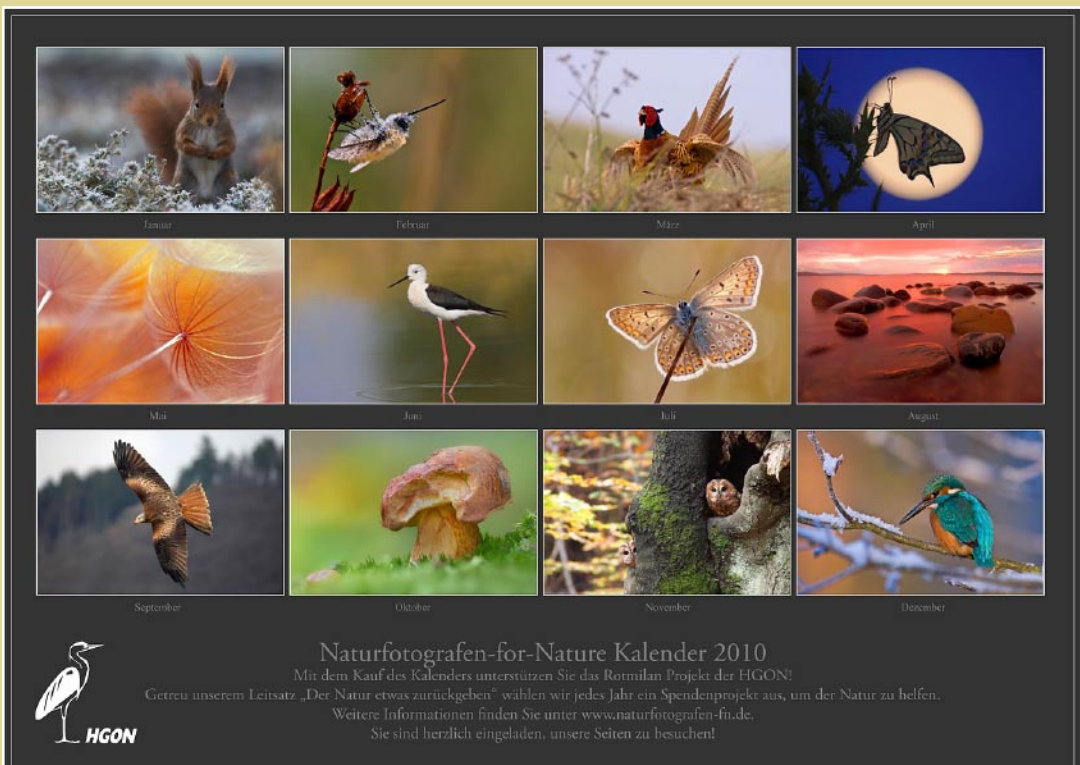 Januar
Februar
März
April
Mai
Juni
Juli
August
September
Oktober
November
Dezember
Naturfotografen-for-Nature Kalender 2010
Mit dem Kauf des Kalenders unterstützen Sie das Rotmilan Projekt der HGON!
Getreu unserem Leitsatz „Der Natur etwas zurückgeben“ wählen wir jedes Jahr ein Spendenprojekt aus, um der Natur zu helfen.
Weitere Informationen finden Sie unter www.naturfotografen-fn.de.
Sie sind herzlich eingeladen, unsere Seiten zu besuchen!
HGON